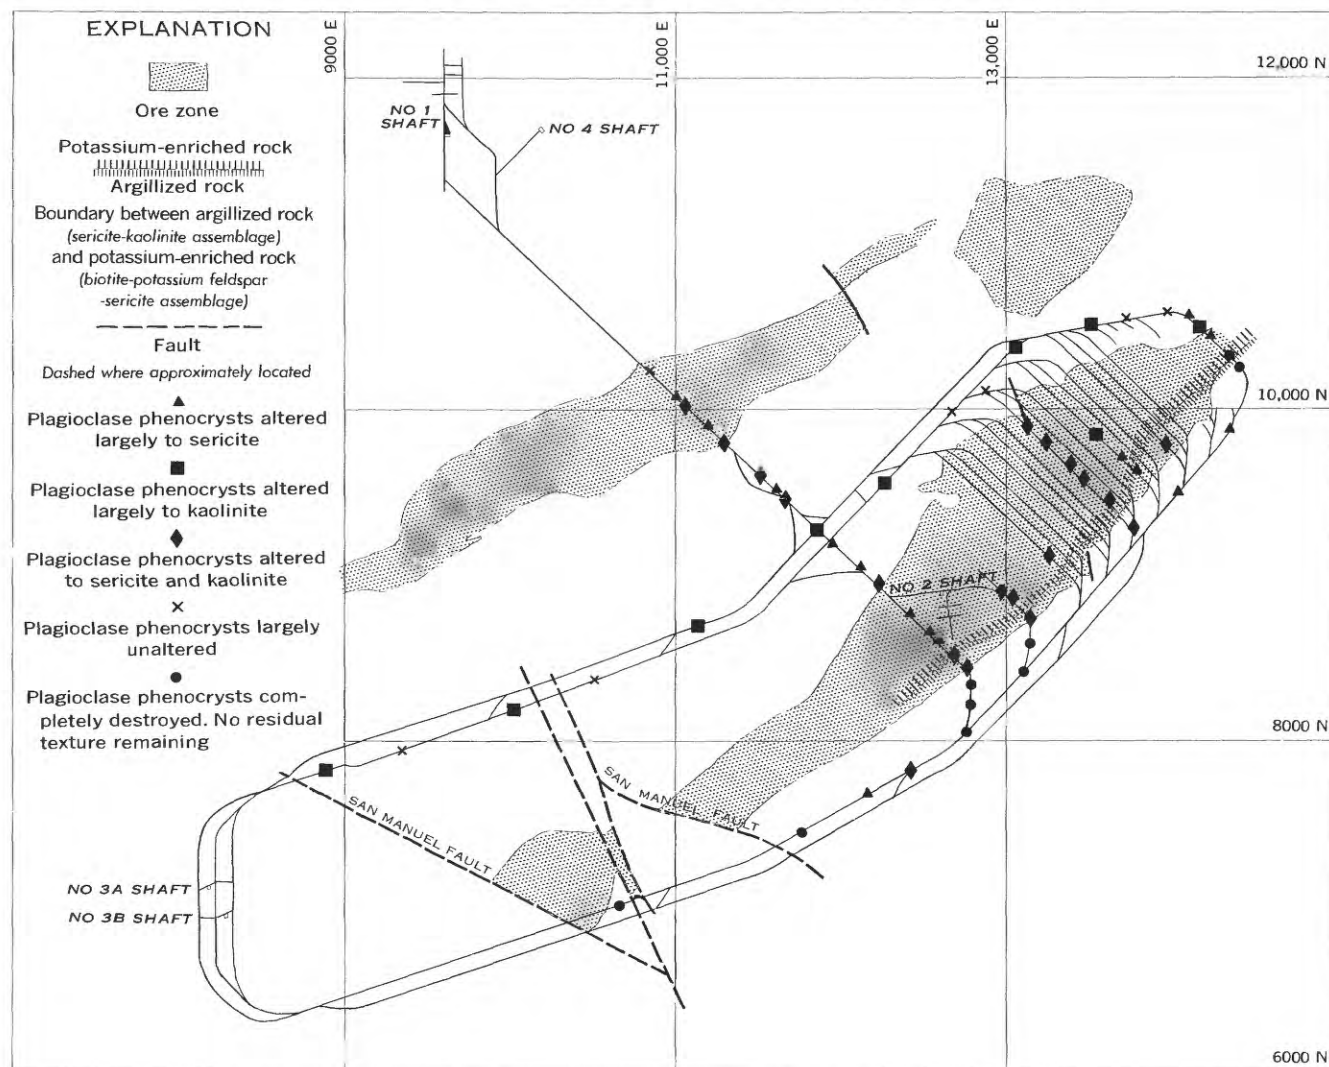 EXPLANATION
Ore zone
Potassium-enriched rock
Argillized rock
Boundary between argillized rock
(sericite-kaolinite assemblage)
and potassium-enriched rock
(biotite-potassium feldspar
-sericite assemblage)
Fault
Dashed where approximately located
Plagioclase phenocrysts altered
largely to sericite
Plagioclase phenocrysts altered
largely to kaolinite
Plagioclase phenocrysts altered
to sericite and kaolinite
Plagioclase phenocrysts largely
unaltered
Plagioclase phenocrysts com-
pletely destroyed. No residual
texture remaining
9000 E
11,000 E
13,000 E
12,000 N
10,000 N
8000 N
6000 N
NO 1
SHAFT
NO 4 SHAFT
NO 2 SHAFT
SAN MANUEL FAULT
SAN MANUEL FAULT
NO 3A SHAFT
NO 3B SHAFT